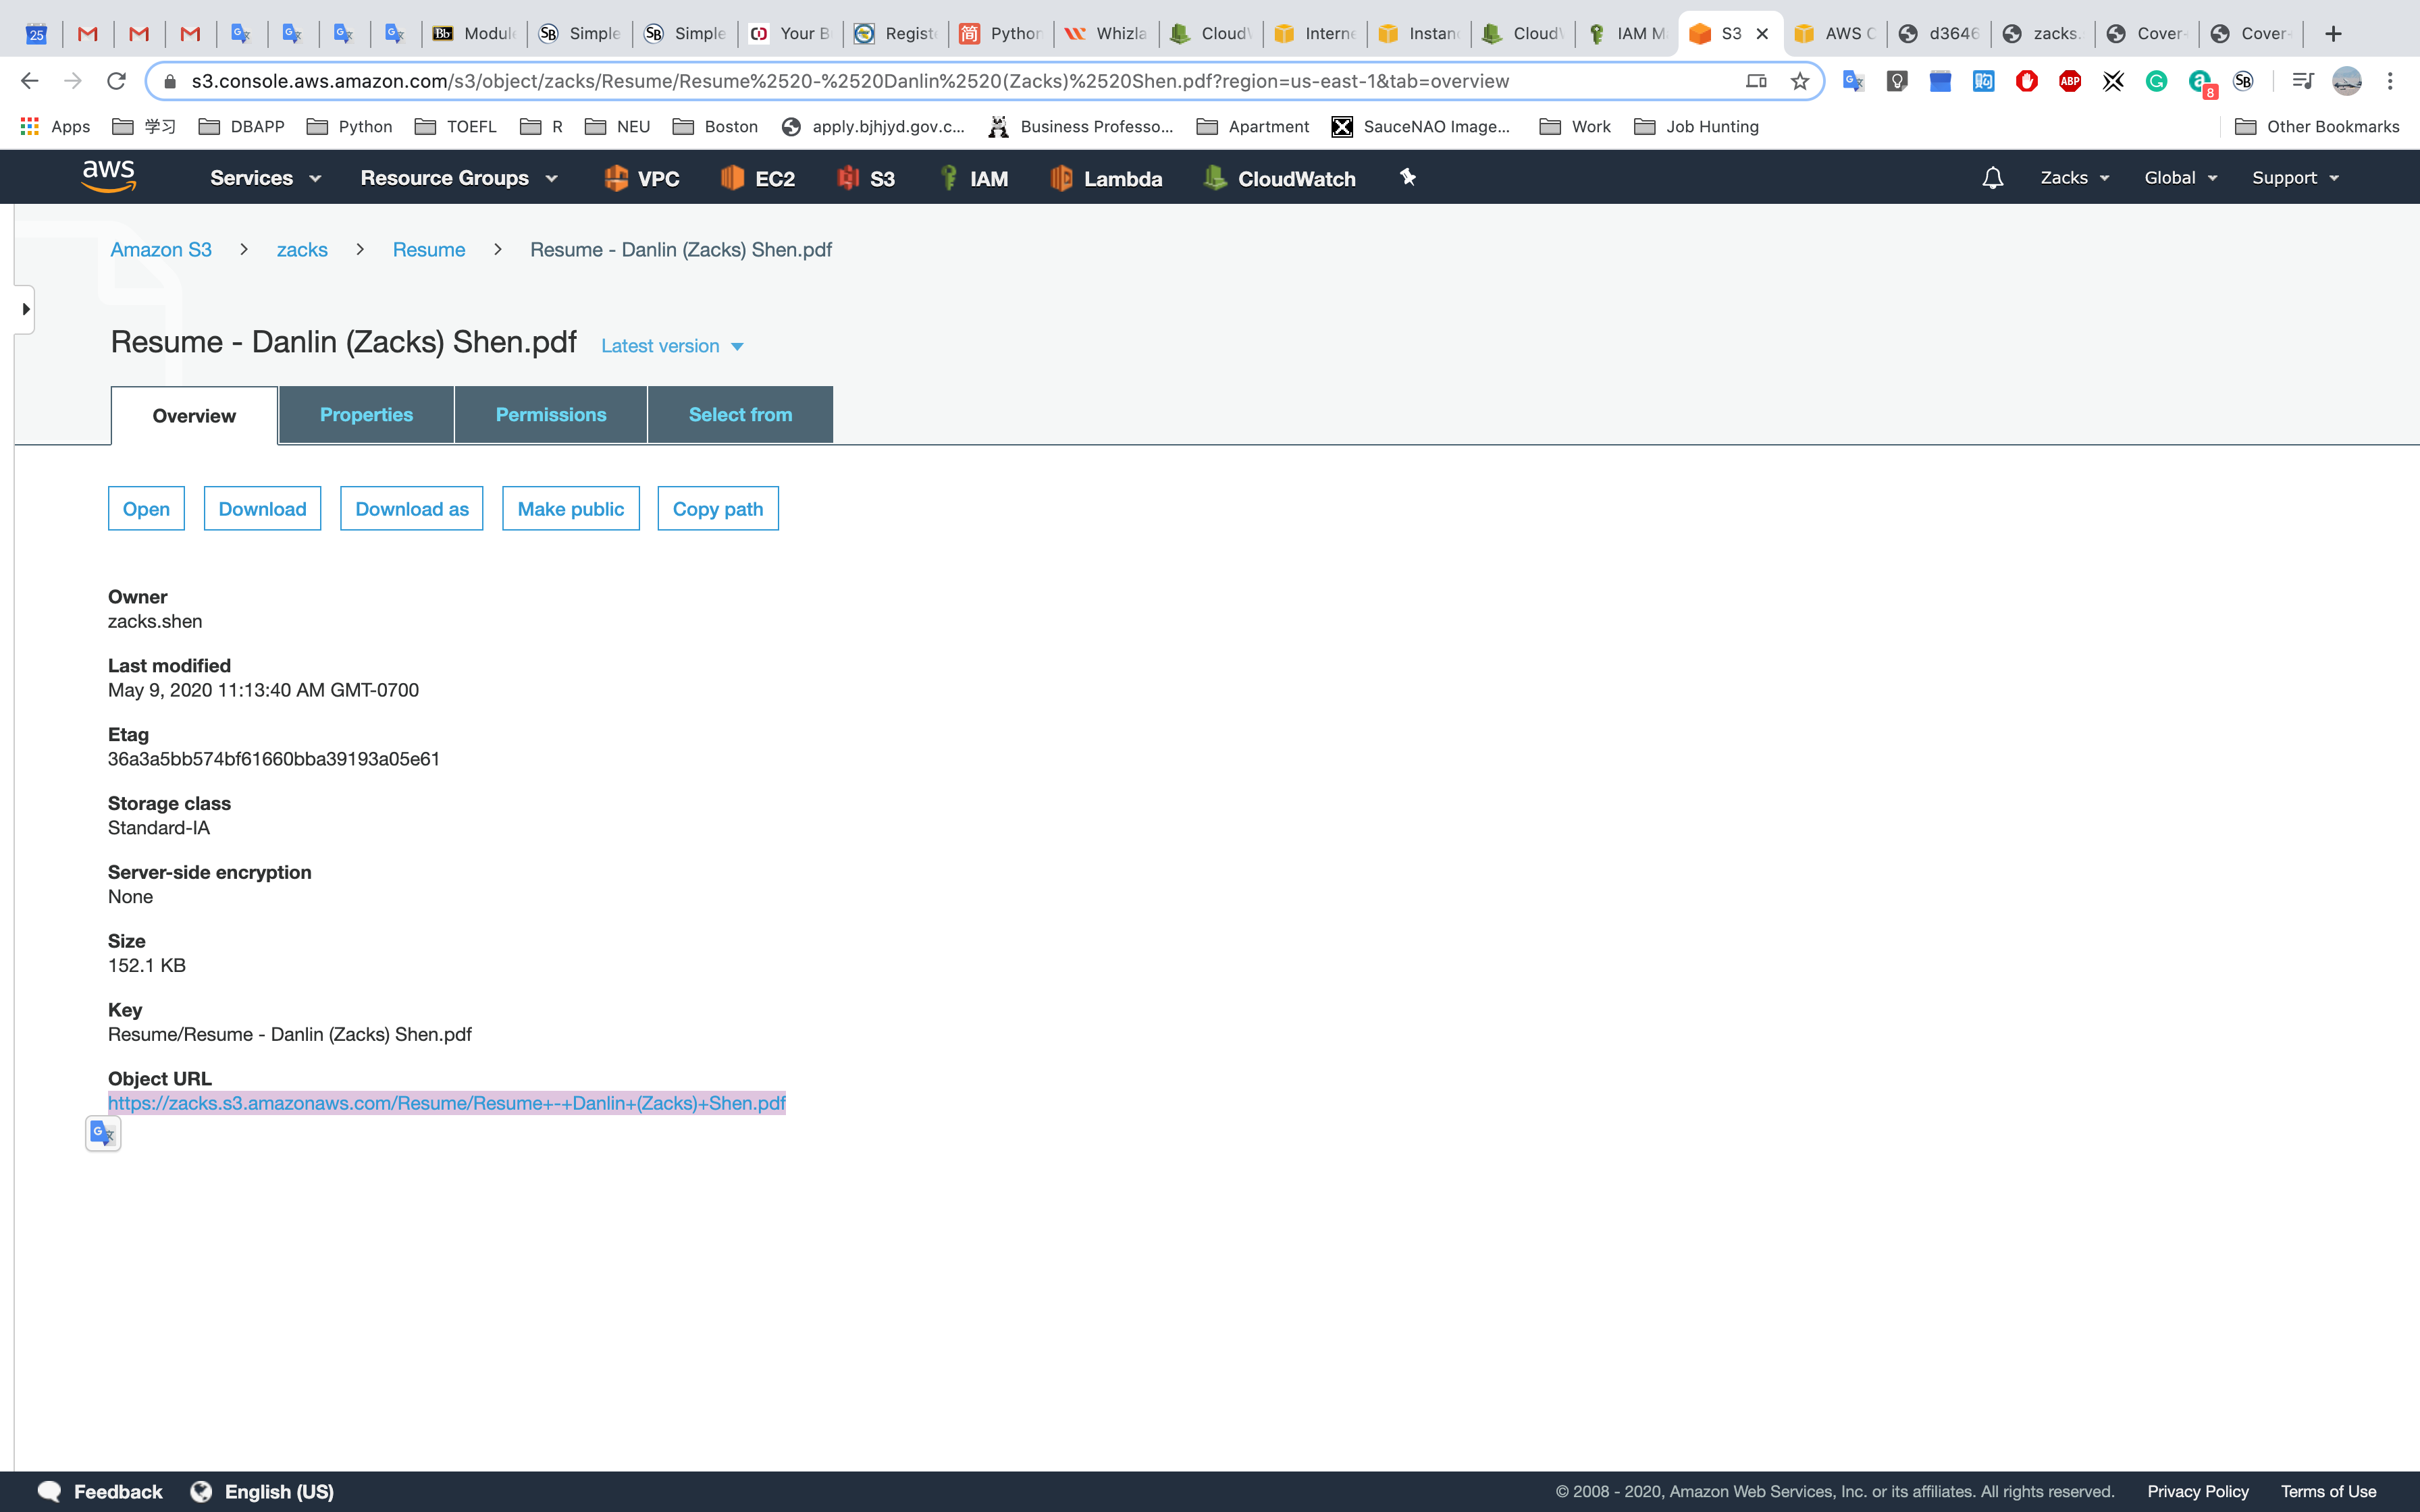 25 Modul Simple Simple Your B Regist Python Whizla Cloud Interne Instan Cloud IAM M S3 AWS C d3646 zacks. Cover- Cover-
s3.console.aws.amazon.com/s3/object/zacks/Resume/Resume%2520-%2520Danlin%2520(Zacks)%2520Shen.pdf?region=us-east-1&tab=overview
Apps 学习 DBAPP Python TOEFL R NEU Boston apply.bjhjyd.gov.c... Business Professo... Apartment SauceNAO Image... Work Job Hunting Other Bookmarks
aws Services Resource Groups VPC EC2 S3 IAM Lambda CloudWatch Zacks Global Support
Amazon S3 > zacks > Resume > Resume - Danlin (Zacks) Shen.pdf
Resume - Danlin (Zacks) Shen.pdf Latest version
Overview Properties Permissions Select from
Open Download Download as Make public Copy path
Owner
zacks.shen
Last modified
May 9, 2020 11:13:40 AM GMT-0700
Etag
36a3a5bb574bf61660bba39193a05e61
Storage class
Standard-IA
Server-side encryption
None
Size
152.1 KB
Key
Resume/Resume - Danlin (Zacks) Shen.pdf
Object URL
https://zacks.s3.amazonaws.com/Resume/Resume+-+Danlin+(Zacks)+Shen.pdf
Feedback English (US) © 2008 - 2020, Amazon Web Services, Inc. or its affiliates. All rights reserved. Privacy Policy Terms of Use